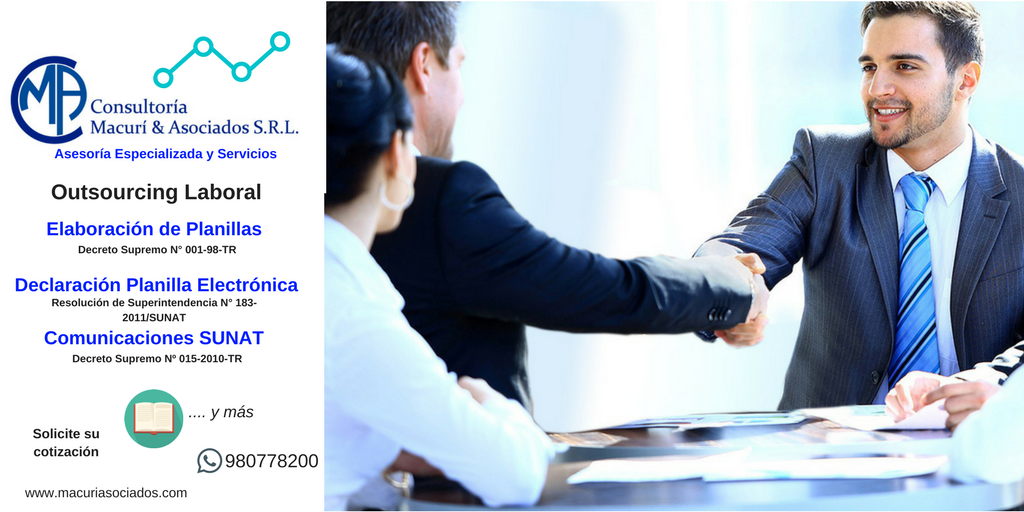 CMA
Consultoría
Macurí & Asociados S.R.L.
Asesoría Especializada y Servicios
Outsourcing Laboral
Elaboración de Planillas
Decreto Supremo N° 001-98-TR
Declaración Planilla Electrónica
Resolución de Superintendencia N° 183-
2011/SUNAT
Comunicaciones SUNAT
Decreto Supremo Nº 015-2010-TR
.... y más
Solicite su
cotización
980778200
www.macuriasociados.com